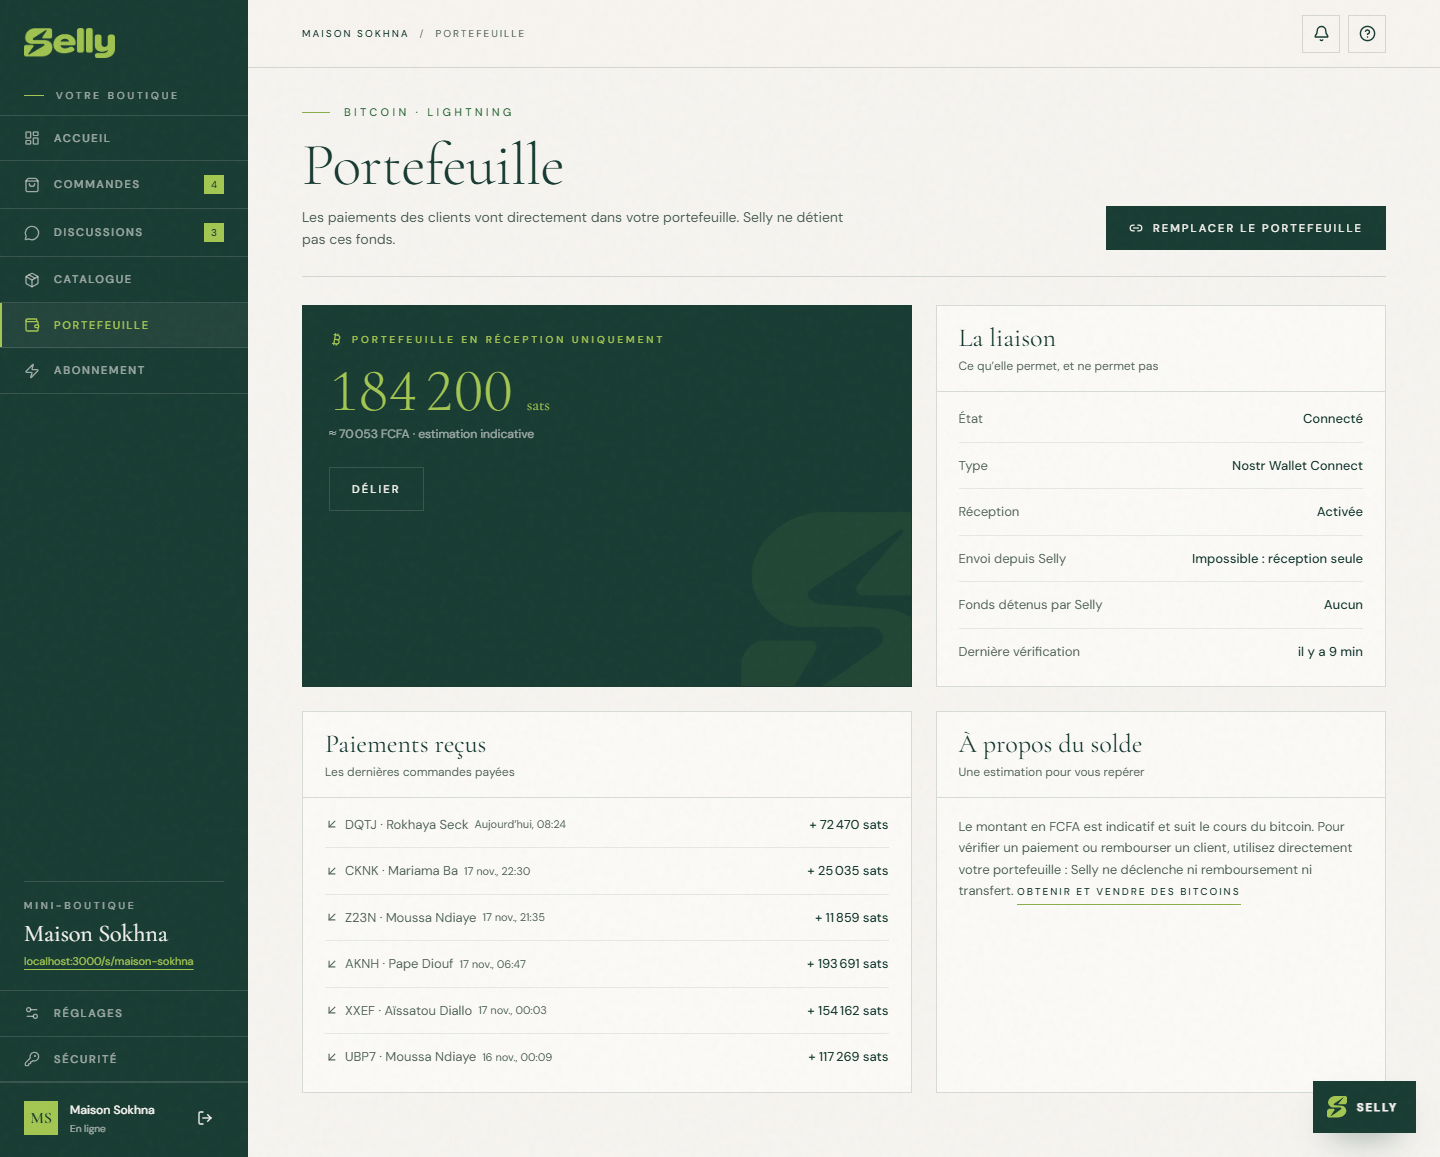 Selly
VOTRE BOUTIQUE
ACCUEIL
COMMANDES 4
DISCUSSIONS 3
CATALOGUE
PORTEFEUILLE
ABONNEMENT
MINI-BOUTIQUE
Maison Sokhna
localhost:3000/s/maison-sokhna
RÉGLAGES
SÉCURITÉ
MS
Maison Sokhna
En ligne
MAISON SOKHNA / PORTEFEUILLE
BITCOIN · LIGHTNING
Portefeuille
Les paiements des clients vont directement dans votre portefeuille. Selly ne détient
pas ces fonds.
REMPLACER LE PORTEFEUILLE
PORTEFEUILLE EN RÉCEPTION UNIQUEMENT
184 200 sats
≈ 70 053 FCFA · estimation indicative
DÉLIER
La liaison
Ce qu’elle permet, et ne permet pas
État Connecté
Type Nostr Wallet Connect
Réception Activée
Envoi depuis Selly Impossible : réception seule
Fonds détenus par Selly Aucun
Dernière vérification il y a 9 min
Paiements reçus
Les dernières commandes payées
DQTJ · Rokhaya Seck Aujourd’hui, 08:24 + 72 470 sats
CKNK · Mariama Ba 17 nov., 22:30 + 25 035 sats
Z23N · Moussa Ndiaye 17 nov., 21:35 + 11 859 sats
AKNH · Pape Diouf 17 nov., 06:47 + 193 691 sats
XXEF · Aïssatou Diallo 17 nov., 00:03 + 154 162 sats
UBP7 · Moussa Ndiaye 16 nov., 00:09 + 117 269 sats
À propos du solde
Une estimation pour vous repérer
Le montant en FCFA est indicatif et suit le cours du bitcoin. Pour
vérifier un paiement ou rembourser un client, utilisez directement
votre portefeuille : Selly ne déclenche ni remboursement ni
transfert. OBTENIR ET VENDRE DES BITCOINS
SELLY